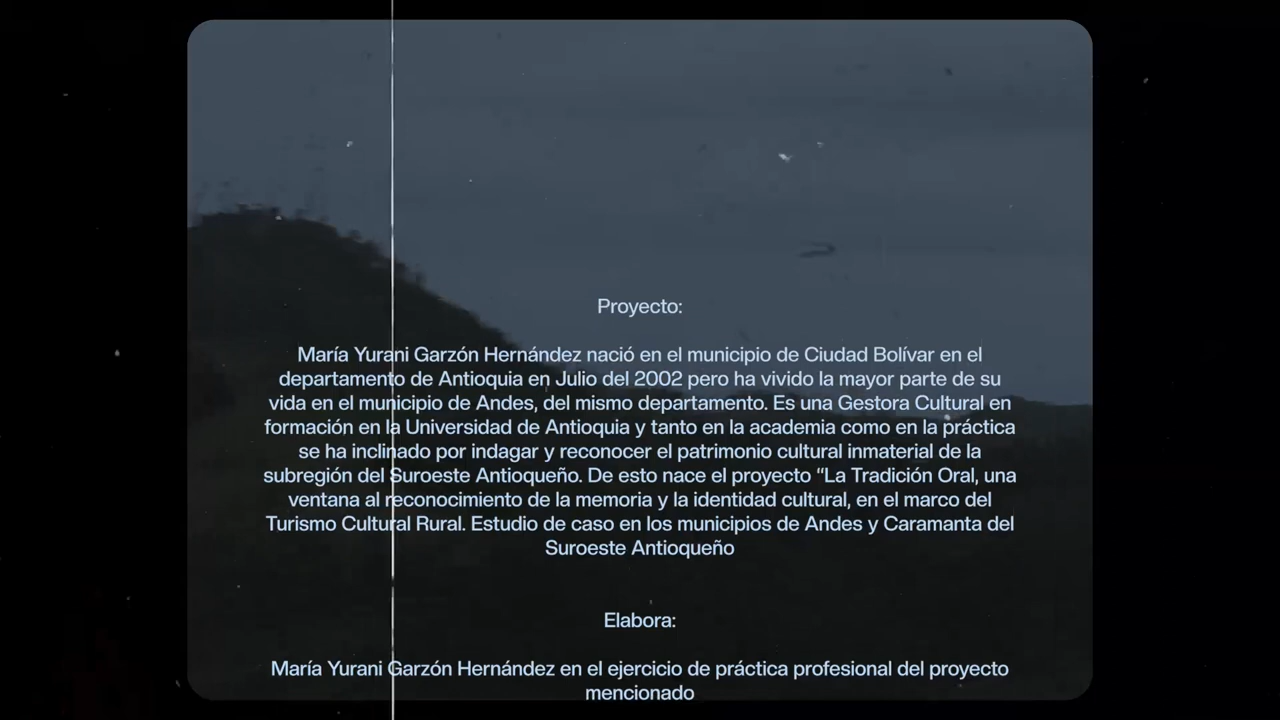 Proyecto:
María Yurani Garzón Hernández nació en el municipio de Ciudad Bolívar en el
departamento de Antioquia en Julio del 2002 pero ha vivido la mayor parte de su
vida en el municipio de Andes, del mismo departamento. Es una Gestora Cultural en
formación en la Universidad de Antioquia y tanto en la academia como en la práctica
se ha inclinado por indagar y reconocer el patrimonio cultural inmaterial de la
subregión del Suroeste Antioqueño. De esto nace el proyecto “La Tradición Oral, una
ventana al reconocimiento de la memoria y la identidad cultural, en el marco del
Turismo Cultural Rural. Estudio de caso en los municipios de Andes y Caramanta del
Suroeste Antioqueño
Elabora:
María Yurani Garzón Hernández en el ejercicio de práctica profesional del proyecto
mencionado